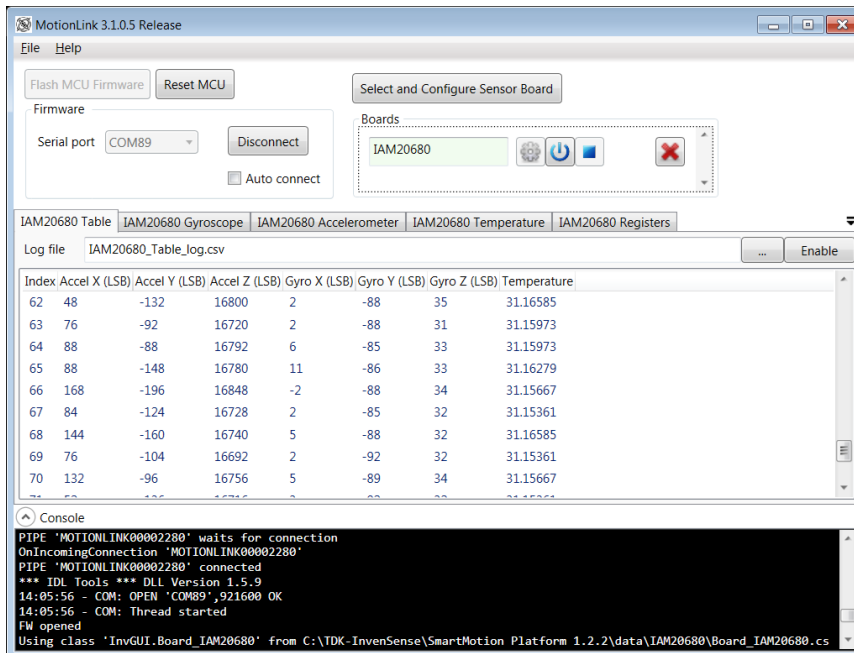 MotionLink 3.1.0.5 Release
File Help
Flash MCU Firmware Reset MCU
Select and Configure Sensor Board
Firmware
Boards
Serial port COM89 Disconnect
IAM20680
Auto connect
IAM20680 Table IAM20680 Gyroscope IAM20680 Accelerometer IAM20680 Temperature IAM20680 Registers
Log file IAM20680_Table_log.csv ... Enable
Index Accel X (LSB) Accel Y (LSB) Accel Z (LSB) Gyro X (LSB) Gyro Y (LSB) Gyro Z (LSB) Temperature
62 48 -132 16800 2 -88 35 31.16585
63 76 -92 16720 2 -88 31 31.15973
64 88 -88 16792 6 -85 33 31.15973
65 88 -148 16780 11 -86 33 31.16279
66 168 -196 16848 -2 -88 34 31.15667
67 84 -124 16728 2 -85 32 31.15361
68 144 -160 16740 5 -88 32 31.16585
69 76 -104 16692 2 -92 32 31.15361
70 132 -96 16756 5 -89 34 31.15667
Console
PIPE 'MOTIONLINK00002280' waits for connection
OnIncomingConnection 'MOTIONLINK00002280'
PIPE 'MOTIONLINK00002280' connected
*** IDL Tools *** DLL Version 1.5.9
14:05:56 - COM: OPEN 'COM89',921600 OK
14:05:56 - COM: Thread started
FW opened
Using class 'InvGUI.Board_IAM20680' from C:\TDK-InvenSense\SmartMotion Platform 1.2.2\data\IAM20680\Board_IAM20680.cs